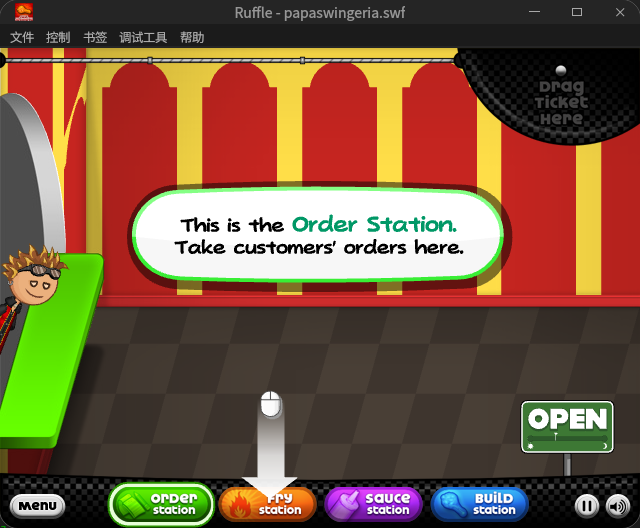 Ruffle - papaswingeria.swf
文件 控制 书签 调试工具 帮助
Drag
Ticket
Here
This is the Order Station.
Take customers' orders here.
OPEN
Menu
Order
Station
Fry
Station
Sauce
Station
Build
Station